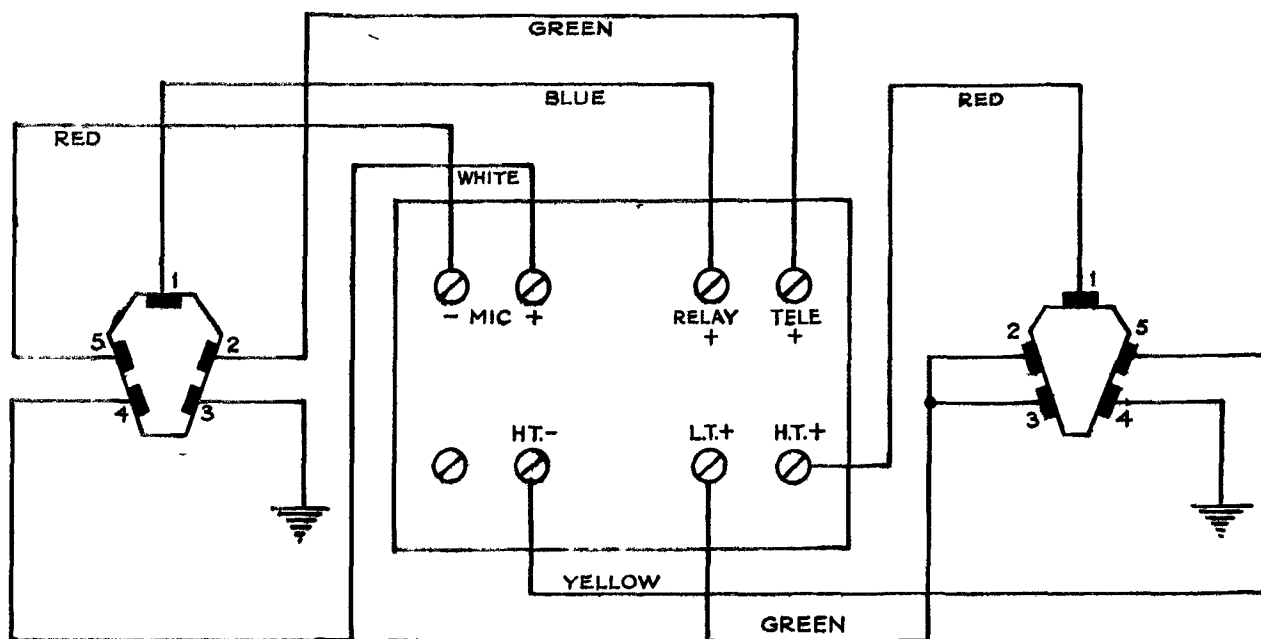 GREEN
BLUE
RED
RED
WHITE
1
1
- MIC +
RELAY
+
TELE
+
5
2
2
5
4
3
3
4
H.T.-
L.T.+
H.T.+
YELLOW
GREEN